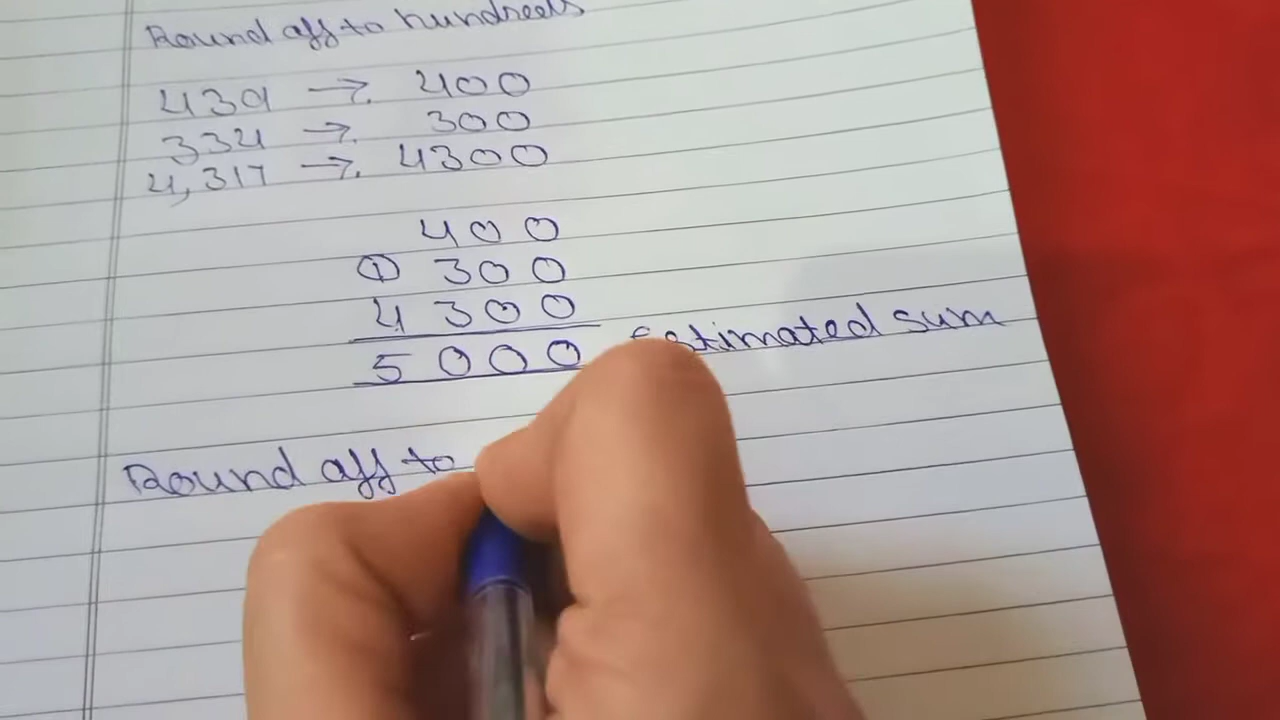 Round off to hundreds
439 → 400
334 → 300
4,317 → 4300
400
+ 300
4300
5000 Estimated sum
Round off to